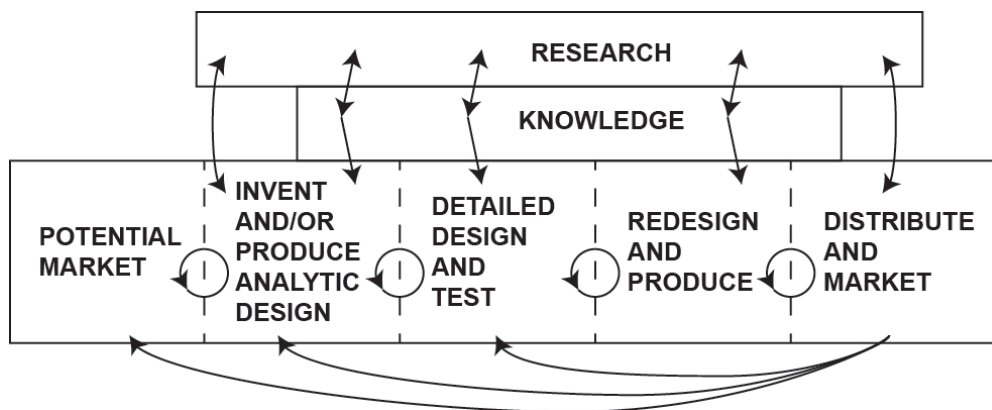 RESEARCH
KNOWLEDGE
POTENTIAL
MARKET
INVENT
AND/OR
PRODUCE
ANALYTIC
DESIGN
DETAILED
DESIGN
AND
TEST
REDESIGN
AND
PRODUCE
DISTRIBUTE
AND
MARKET